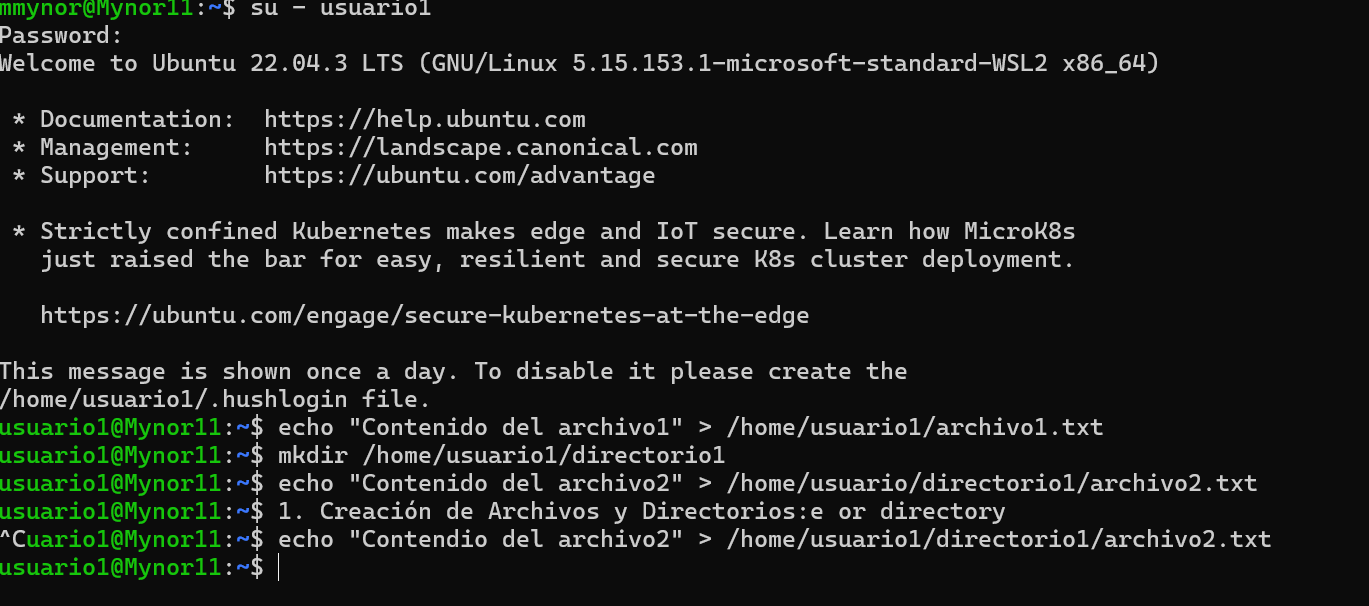 mmynor@Mynor11:~$ su - usuario1
Password:
Welcome to Ubuntu 22.04.3 LTS (GNU/Linux 5.15.153.1-microsoft-standard-WSL2 x86_64)
* Documentation:  https://help.ubuntu.com
* Management:     https://landscape.canonical.com
* Support:        https://ubuntu.com/advantage
* Strictly confined Kubernetes makes edge and IoT secure. Learn how MicroK8s
just raised the bar for easy, resilient and secure K8s cluster deployment.
https://ubuntu.com/engage/secure-kubernetes-at-the-edge
This message is shown once a day. To disable it please create the
/home/usuario1/.hushlogin file.
usuario1@Mynor11:~$ echo "Contenido del archivo1" > /home/usuario1/archivo1.txt
usuario1@Mynor11:~$ mkdir /home/usuario1/directorio1
usuario1@Mynor11:~$ echo "Contenido del archivo2" > /home/usuario/directorio1/archivo2.txt
usuario1@Mynor11:~$ 1. Creación de Archivos y Directorios:e or directory
^Cuario1@Mynor11:~$ echo "Contendio del archivo2" > /home/usuario1/directorio1/archivo2.txt
usuario1@Mynor11:~$